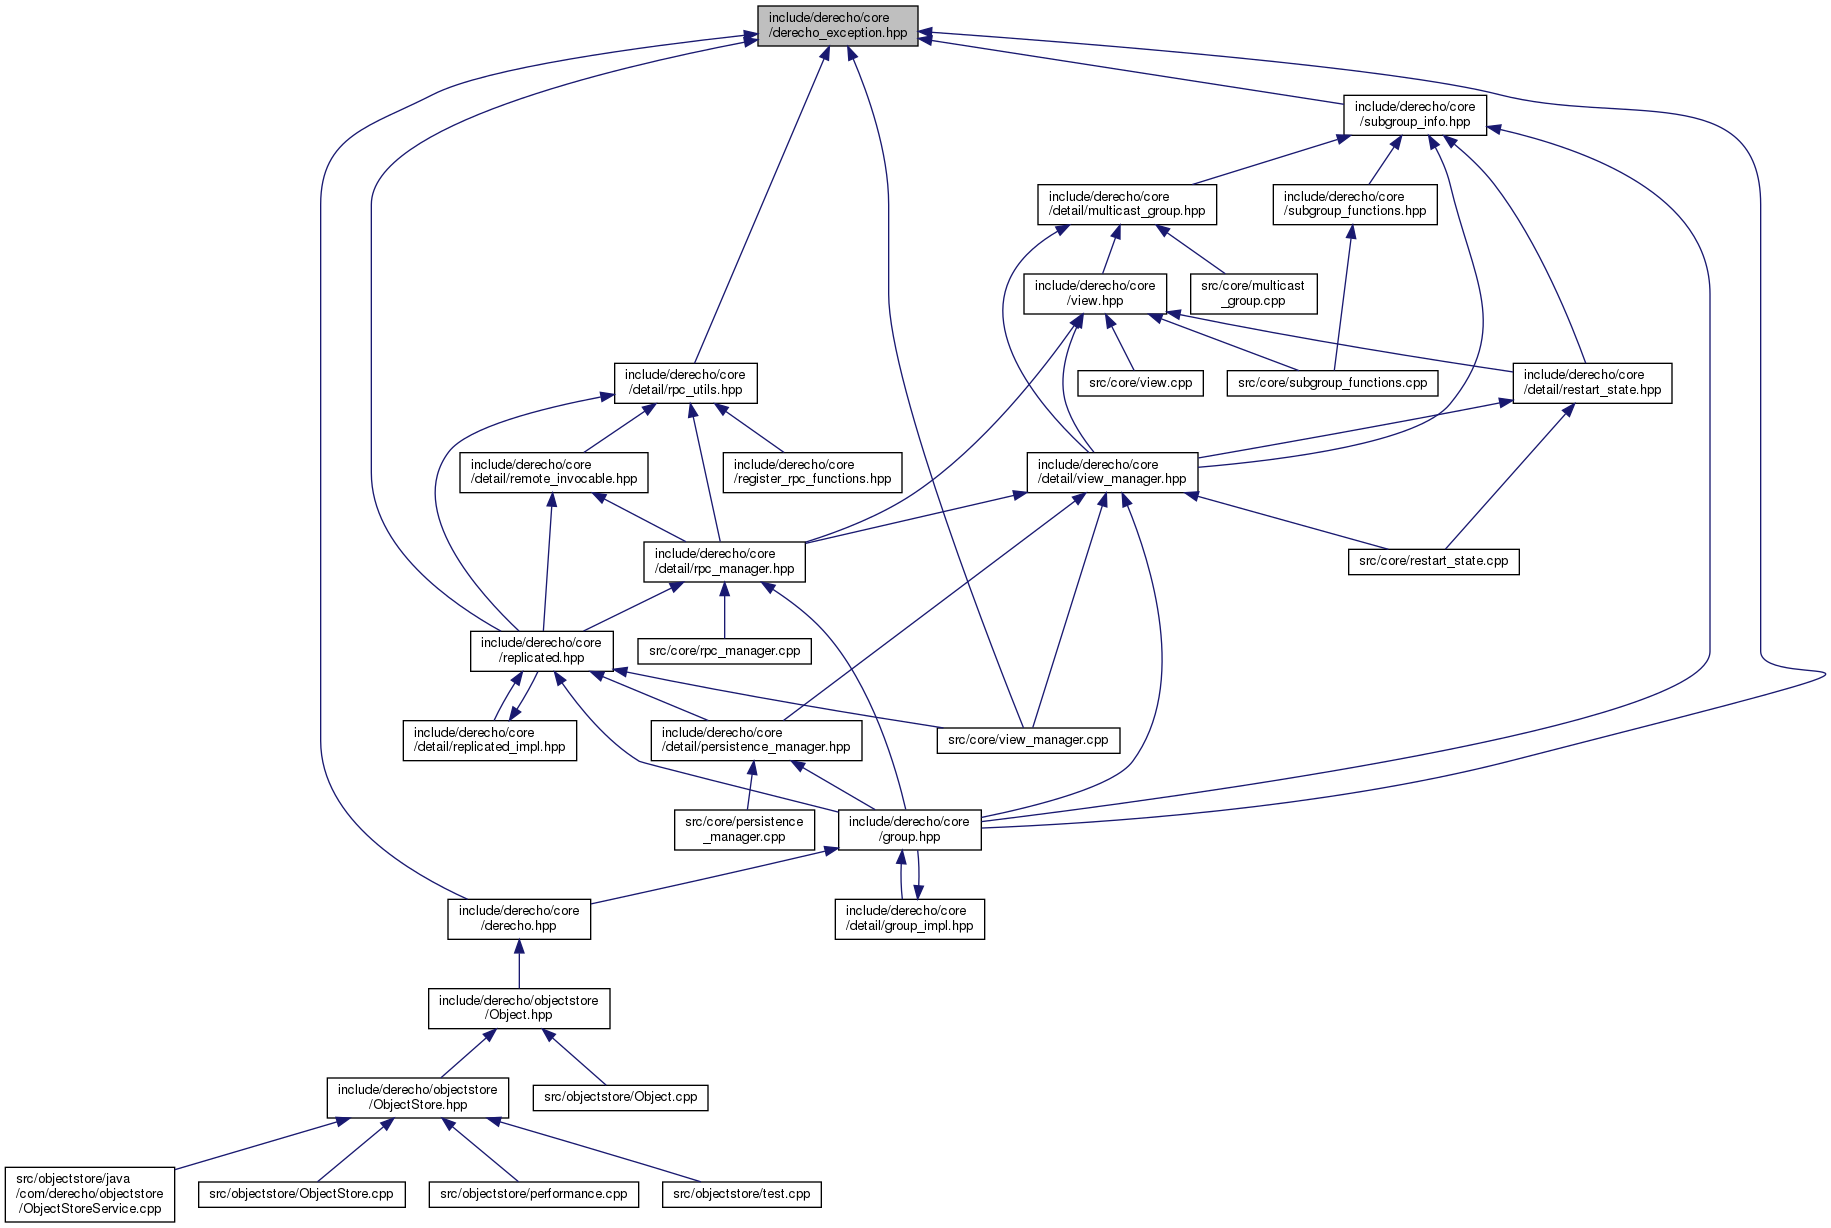 include/derecho/core
/derecho_exception.hpp
include/derecho/core
/subgroup_info.hpp
include/derecho/core
/detail/multicast_group.hpp
include/derecho/core
/subgroup_functions.hpp
include/derecho/core
/view.hpp
src/core/multicast
_group.cpp
include/derecho/core
/detail/rpc_utils.hpp
src/core/view.cpp
src/core/subgroup_functions.cpp
include/derecho/core
/detail/restart_state.hpp
include/derecho/core
/detail/remote_invocable.hpp
include/derecho/core
/register_rpc_functions.hpp
include/derecho/core
/detail/view_manager.hpp
include/derecho/core
/detail/rpc_manager.hpp
src/core/restart_state.cpp
include/derecho/core
/replicated.hpp
src/core/rpc_manager.cpp
include/derecho/core
/detail/replicated_impl.hpp
include/derecho/core
/detail/persistence_manager.hpp
src/core/view_manager.cpp
src/core/persistence
_manager.cpp
include/derecho/core
/group.hpp
include/derecho/core
/derecho.hpp
include/derecho/core
/detail/group_impl.hpp
include/derecho/objectstore
/Object.hpp
include/derecho/objectstore
/ObjectStore.hpp
src/objectstore/Object.cpp
src/objectstore/java
/com/derecho/objectstore
/ObjectStoreService.cpp
src/objectstore/ObjectStore.cpp
src/objectstore/performance.cpp
src/objectstore/test.cpp